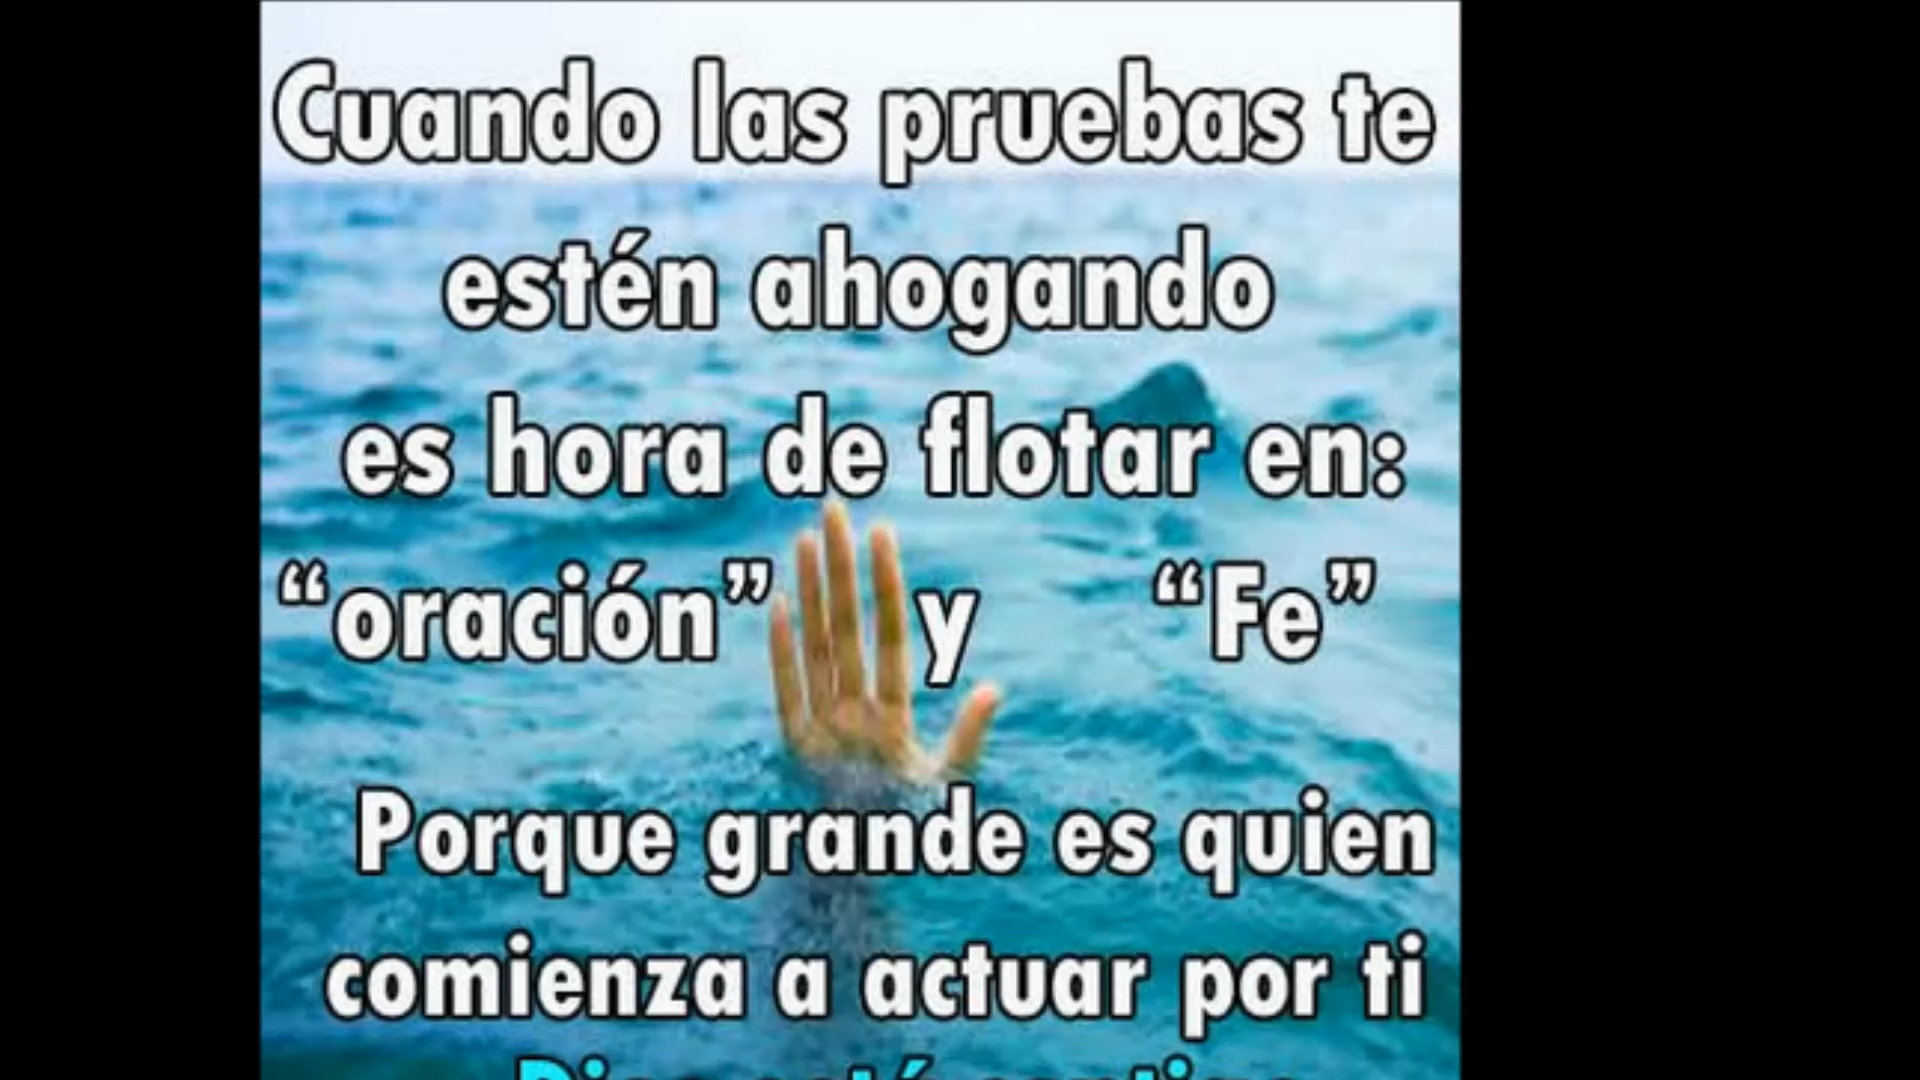 Cuando las pruebas te
estén ahogando
es hora de flotar en:
“oración” y “Fe”
Porque grande es quien
comienza a actuar por ti